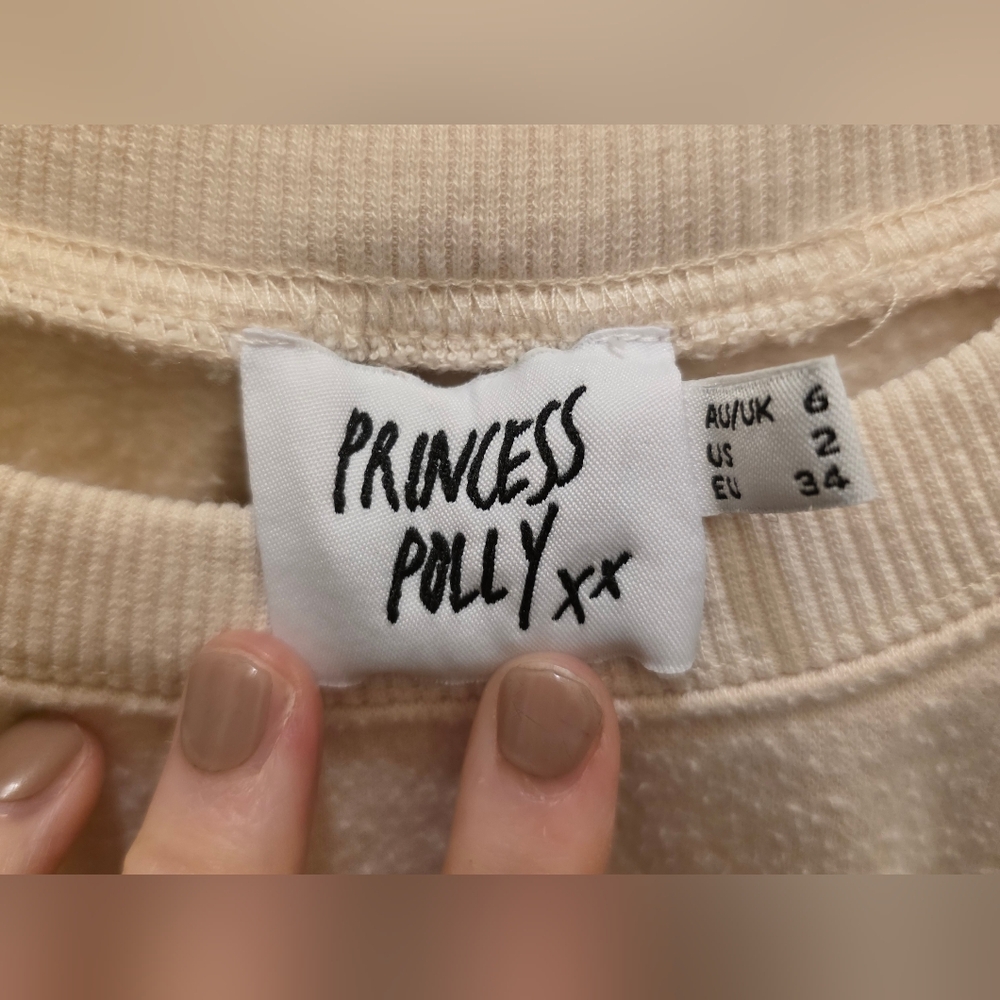 PRINCESS
POLLY xx
AU/UK 6
US 2
EU 34